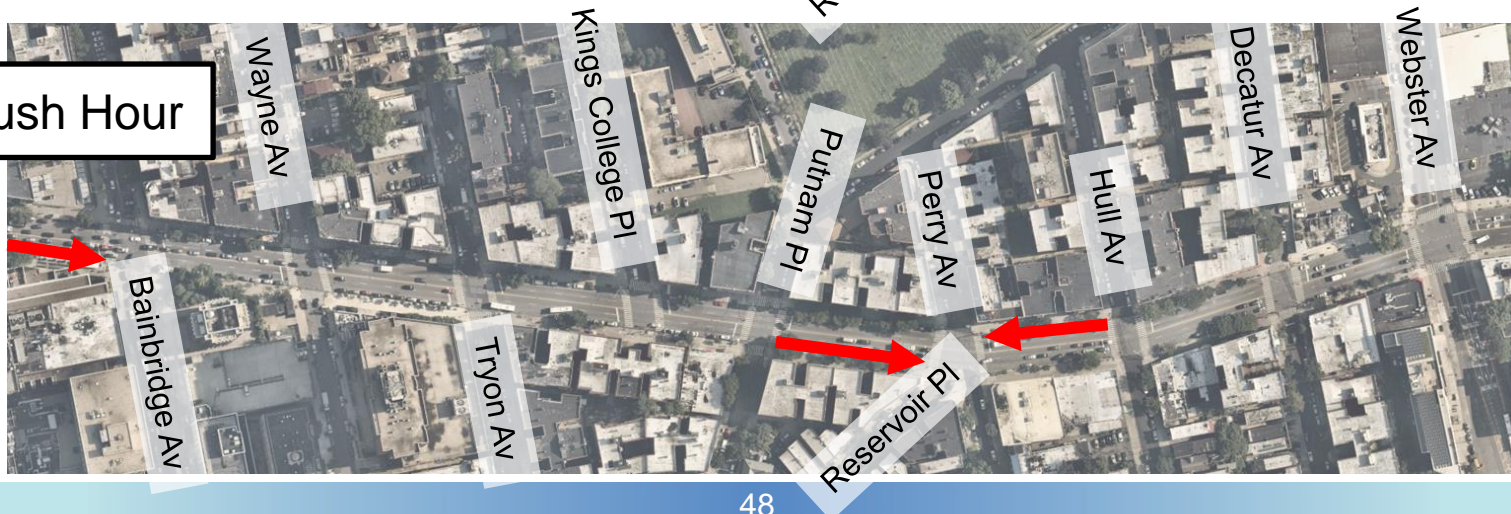 ush Hour
Wayne Av
Kings College Pl
Putnam Pl
Perry Av
Hull Av
Decatur Av
Webster Av
Bainbridge Av
Tryon Av
Reservoir Pl
48